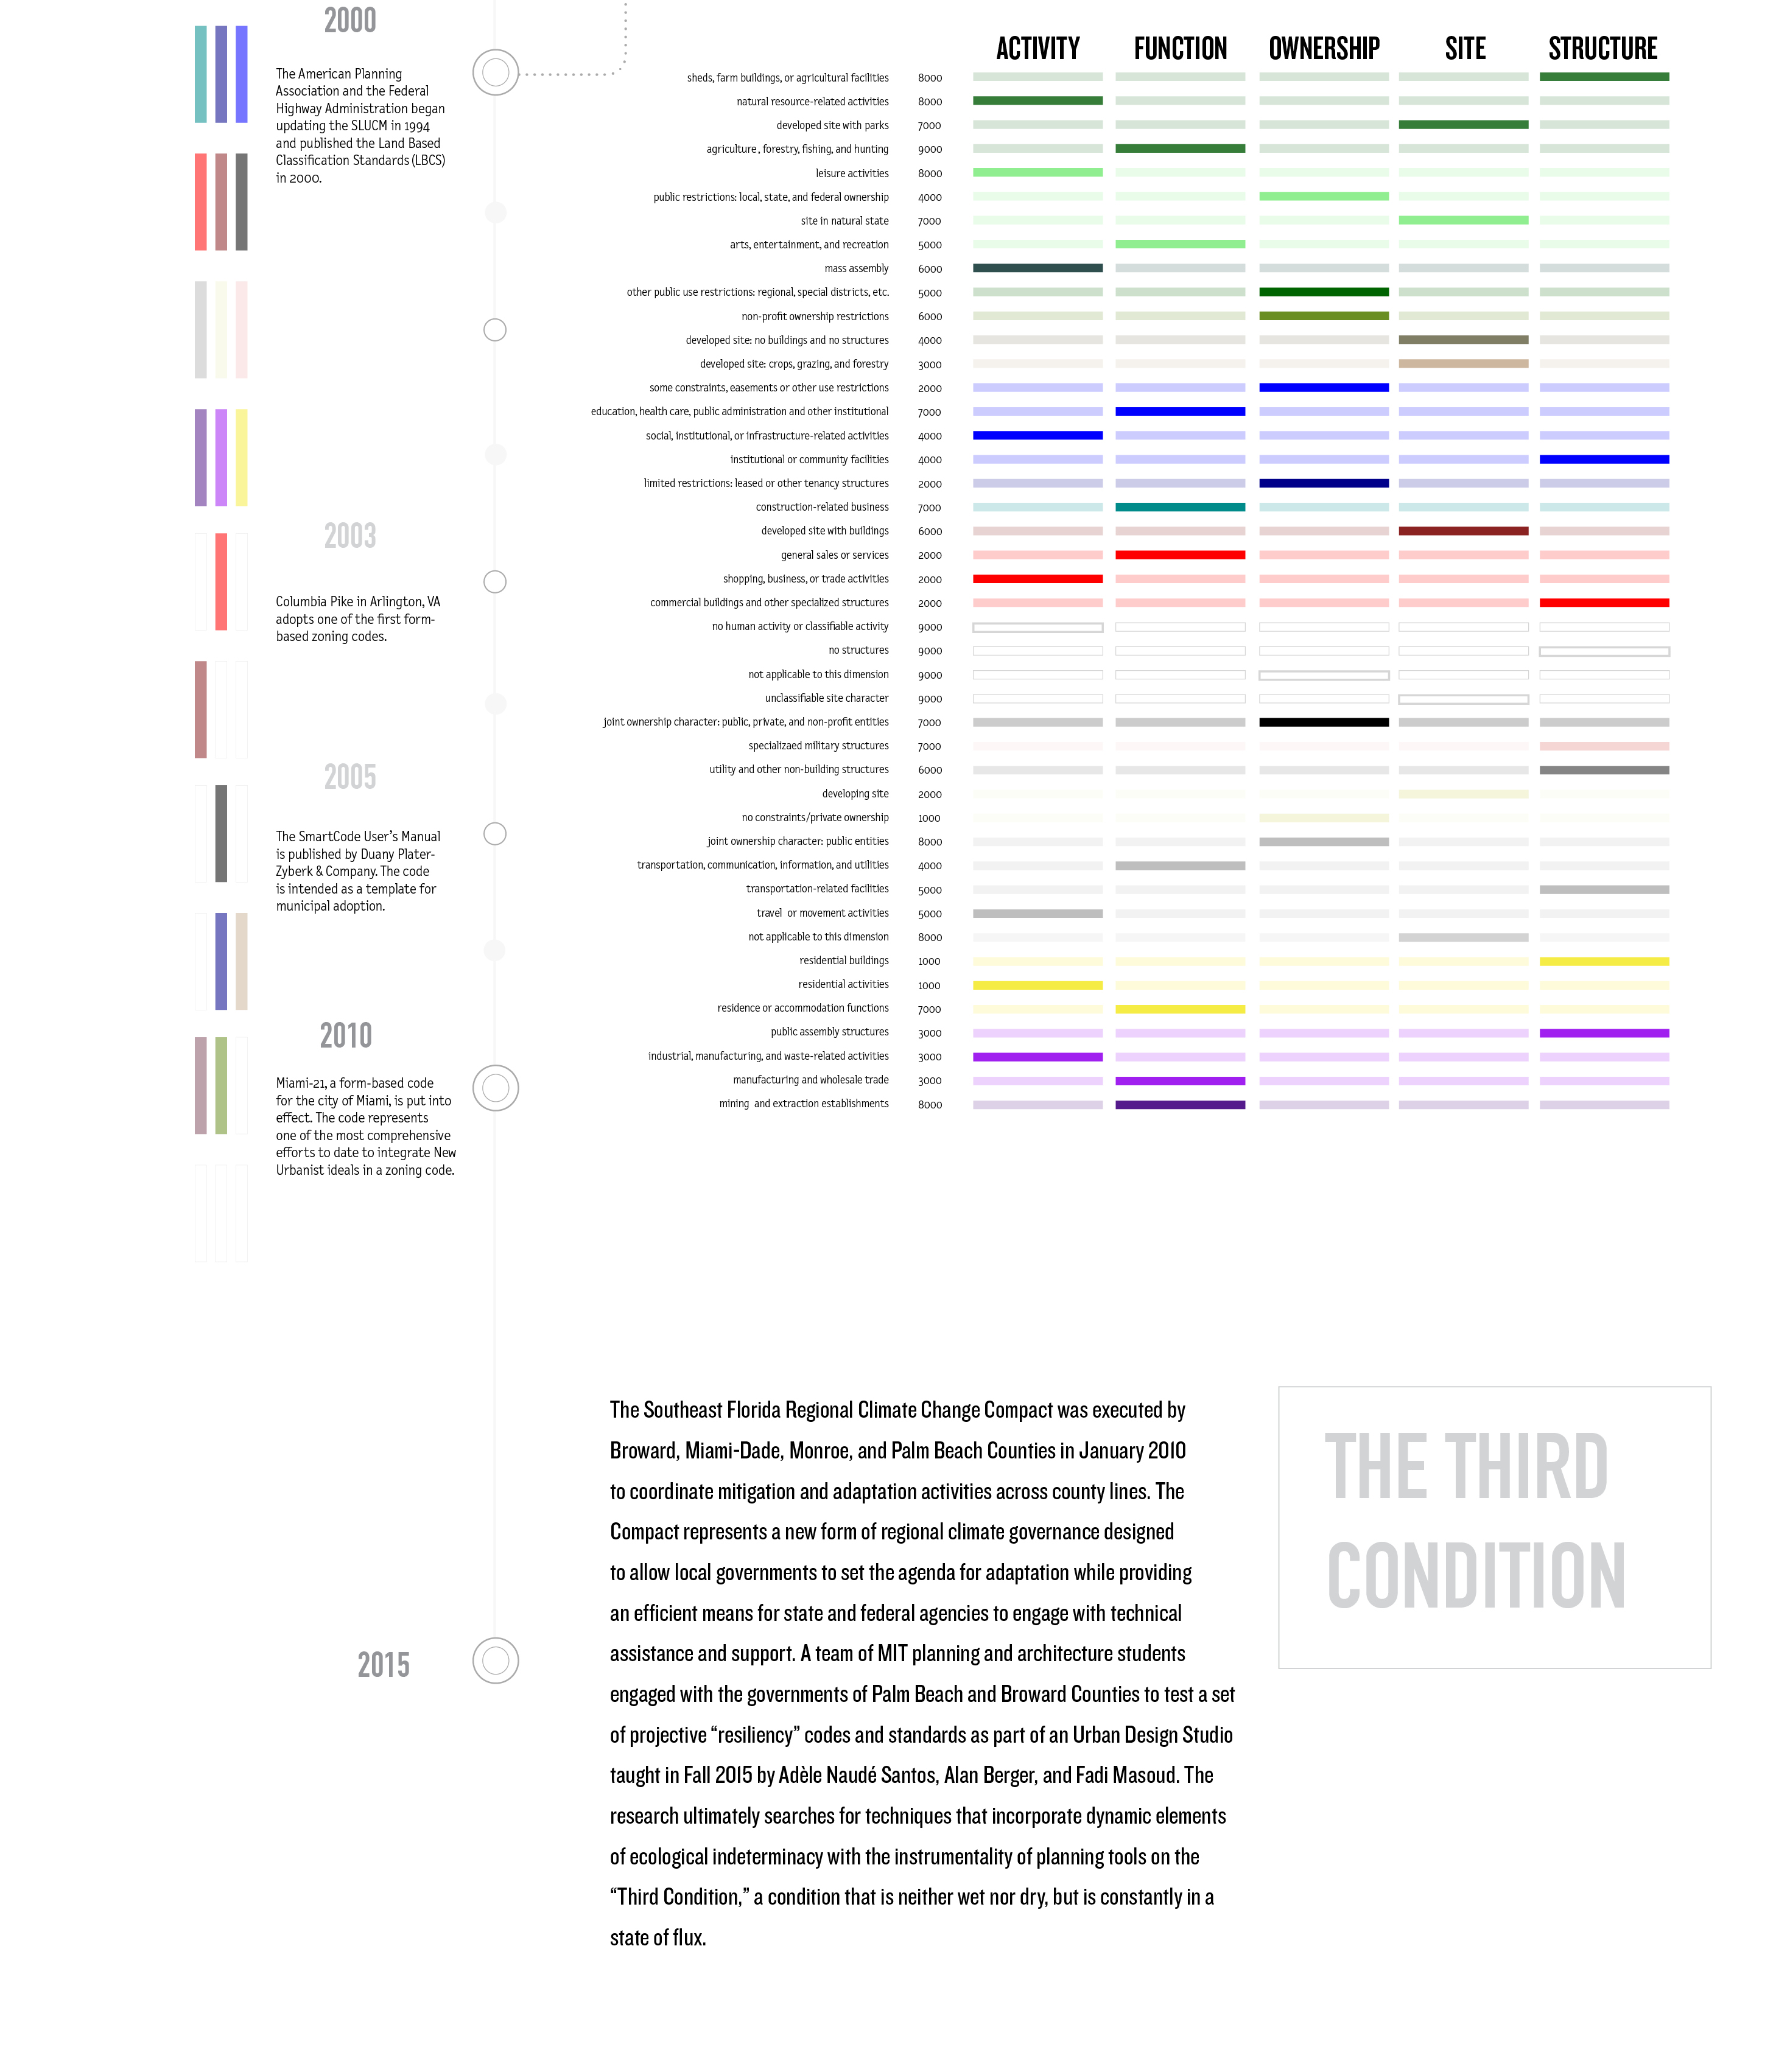 2000
The American Planning
Association and the Federal
Highway Administration began
updating the SLUCM in 1994
and published the Land Based
Classification Standards (LBCS)
in 2000.
2003
Columbia Pike in Arlington, VA
adopts one of the first form-
based zoning codes.
2005
The SmartCode User’s Manual
is published by Duany Plater-
Zyberk & Company. The code
is intended as a template for
municipal adoption.
2010
Miami-21, a form-based code
for the city of Miami, is put into
effect. The code represents
one of the most comprehensive
efforts to date to integrate New
Urbanist ideals in a zoning code.
2015
ACTIVITY FUNCTION OWNERSHIP SITE STRUCTURE
sheds, farm buildings, or agricultural facilities 8000
natural resource-related activities 8000
developed site with parks 7000
agriculture , forestry, fishing, and hunting 9000
leisure activities 8000
public restrictions: local, state, and federal ownership 4000
site in natural state 7000
arts, entertainment, and recreation 5000
mass assembly 6000
other public use restrictions: regional, special districts, etc. 5000
non-profit ownership restrictions 6000
developed site: no buildings and no structures 4000
developed site: crops, grazing, and forestry 3000
some constraints, easements or other use restrictions 2000
education, health care, public administration and other institutional 7000
social, institutional, or infrastructure-related activities 4000
institutional or community facilities 4000
limited restrictions: leased or other tenancy structures 2000
construction-related business 7000
developed site with buildings 6000
general sales or services 2000
shopping, business, or trade activities 2000
commercial buildings and other specialized structures 2000
no human activity or classifiable activity 9000
no structures 9000
not applicable to this dimension 9000
unclassifiable site character 9000
joint ownership character: public, private, and non-profit entities 7000
specializaed military structures 7000
utility and other non-building structures 6000
developing site 2000
no constraints/private ownership 1000
joint ownership character: public entities 8000
transportation, communication, information, and utilities 4000
transportation-related facilities 5000
travel or movement activities 5000
not applicable to this dimension 8000
residential buildings 1000
residential activities 1000
residence or accommodation functions 7000
public assembly structures 3000
industrial, manufacturing, and waste-related activities 3000
manufacturing and wholesale trade 3000
mining and extraction establishments 8000
The Southeast Florida Regional Climate Change Compact was executed by
Broward, Miami-Dade, Monroe, and Palm Beach Counties in January 2010
to coordinate mitigation and adaptation activities across county lines. The
Compact represents a new form of regional climate governance designed
to allow local governments to set the agenda for adaptation while providing
an efficient means for state and federal agencies to engage with technical
assistance and support. A team of MIT planning and architecture students
engaged with the governments of Palm Beach and Broward Counties to test a set
of projective “resiliency” codes and standards as part of an Urban Design Studio
taught in Fall 2015 by Adèle Naudé Santos, Alan Berger, and Fadi Masoud. The
research ultimately searches for techniques that incorporate dynamic elements
of ecological indeterminacy with the instrumentality of planning tools on the
“Third Condition,” a condition that is neither wet nor dry, but is constantly in a
state of flux.
THE THIRD
CONDITION